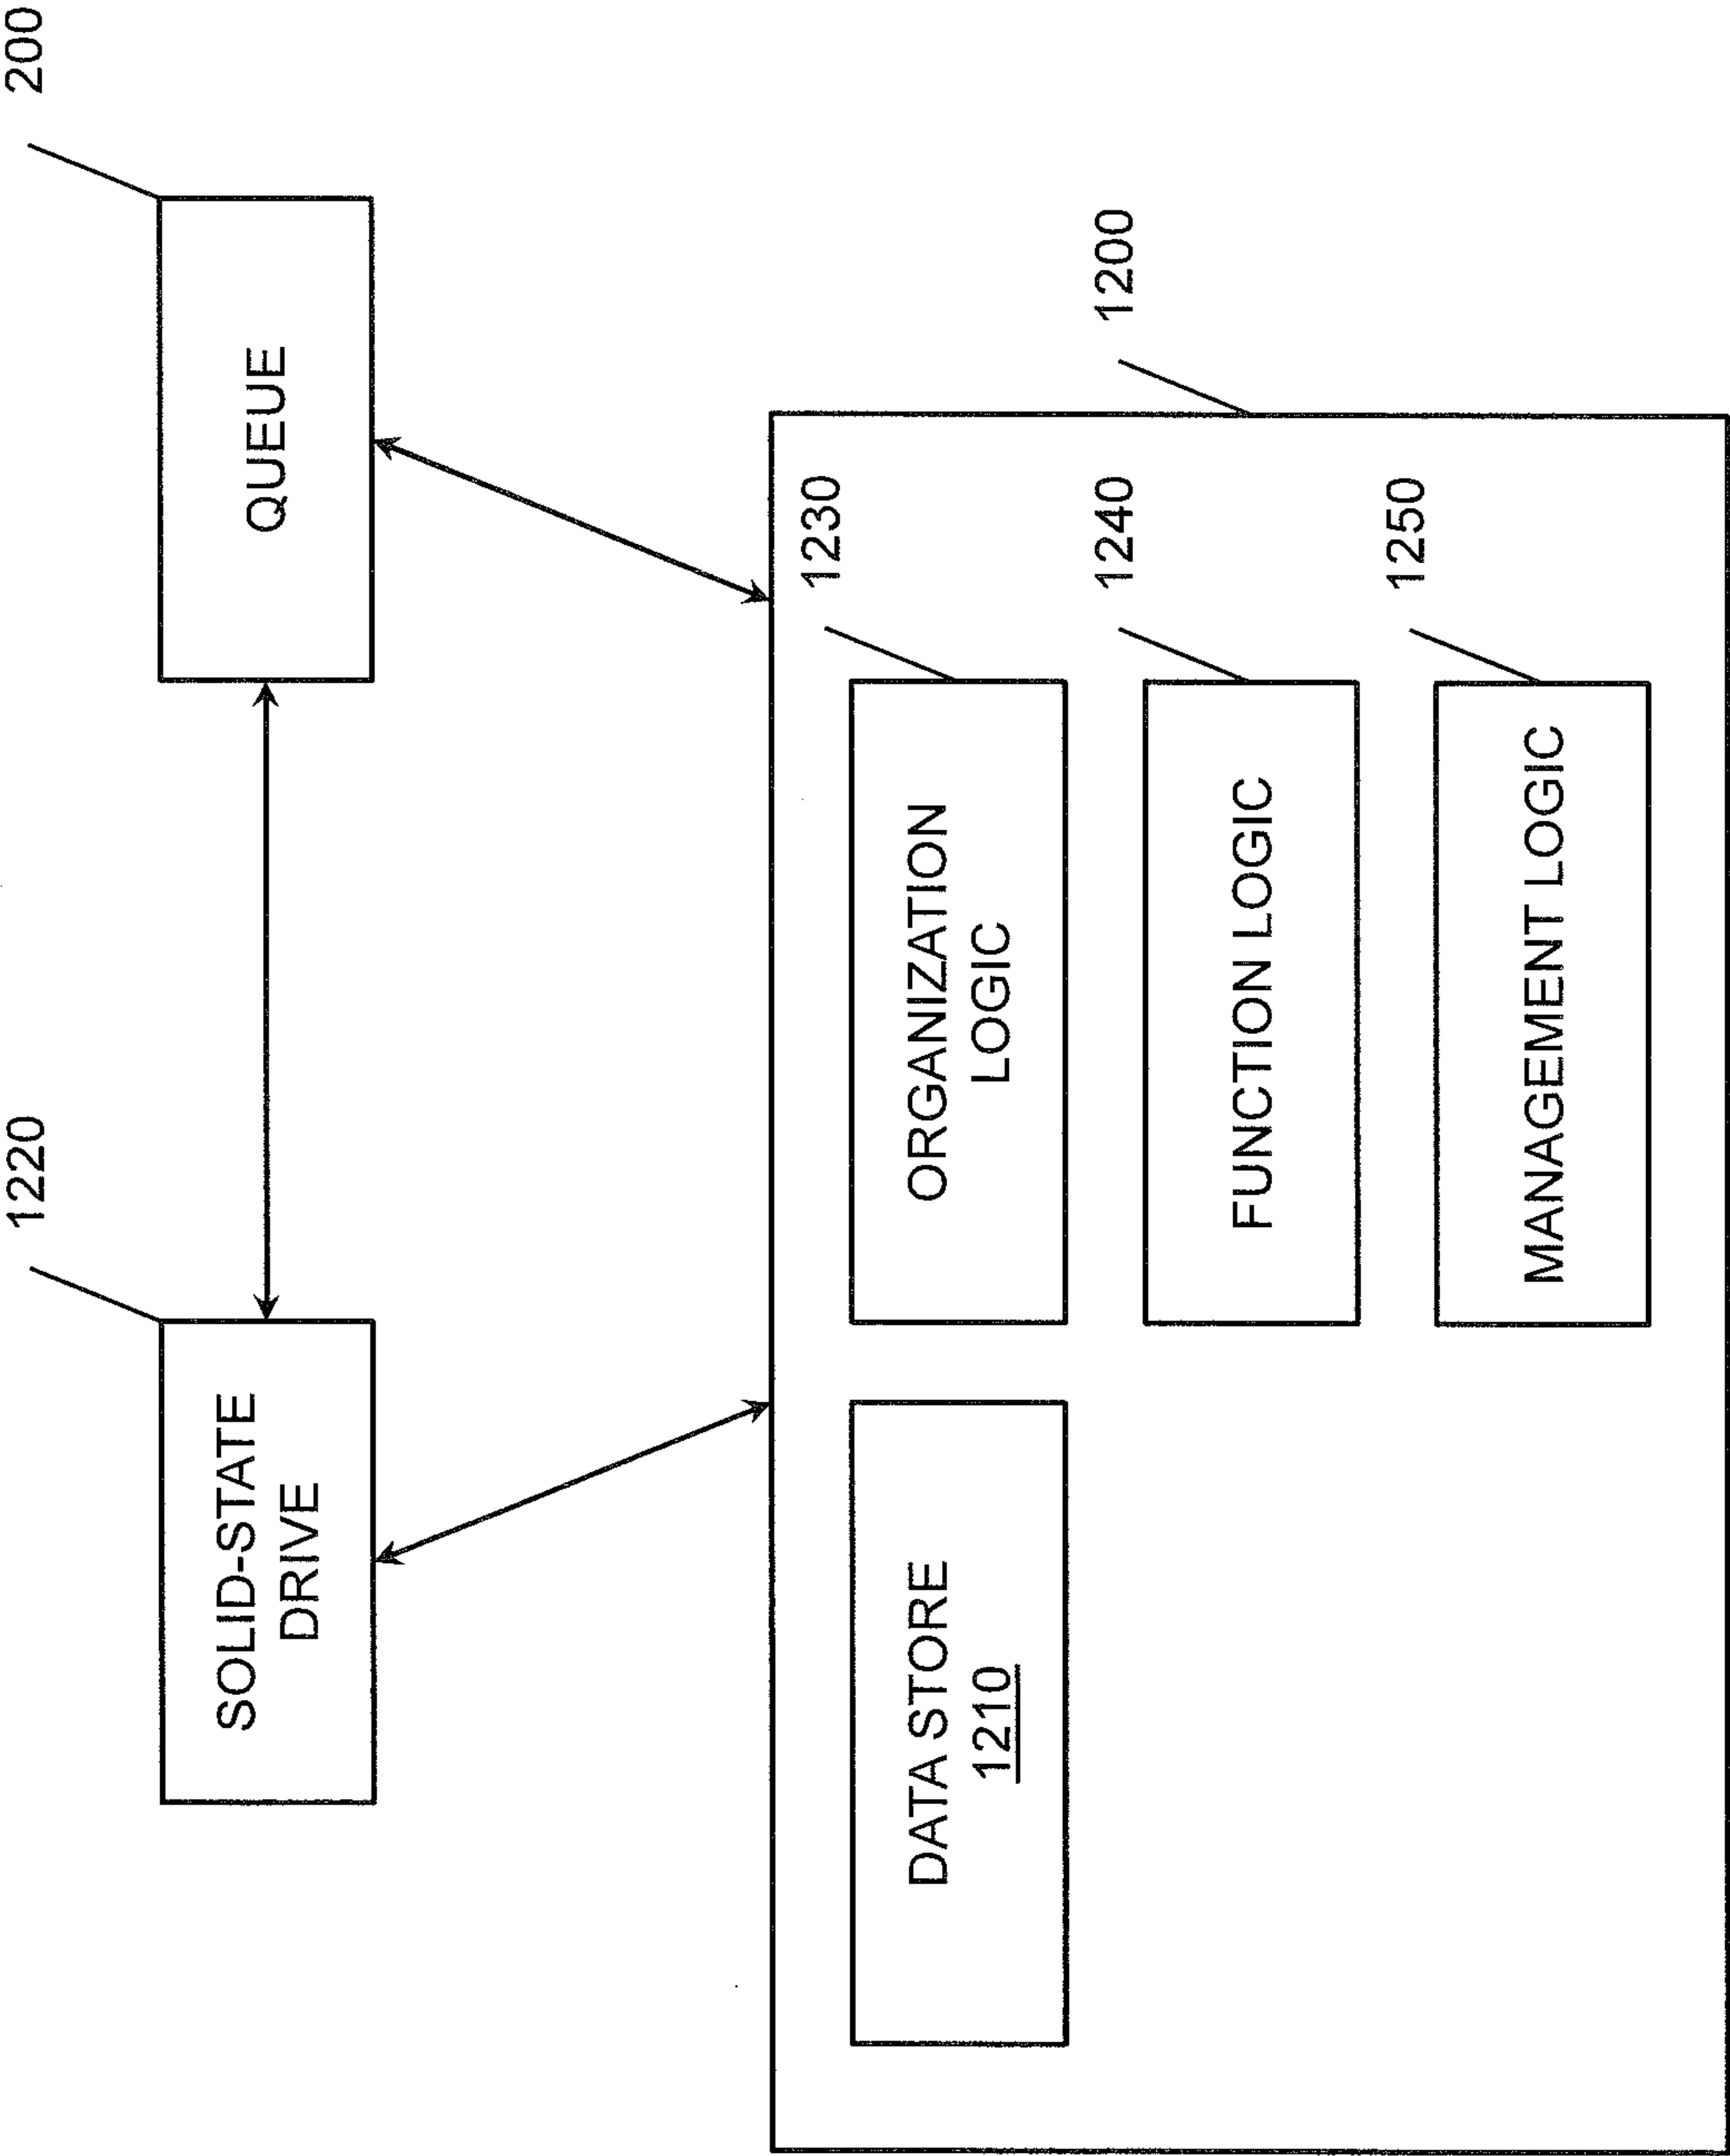 1220
200
SOLID-STATE
DRIVE
QUEUE
1200
DATA STORE
1210
ORGANIZATION
LOGIC
1230
FUNCTION LOGIC
1240
MANAGEMENT LOGIC
1250